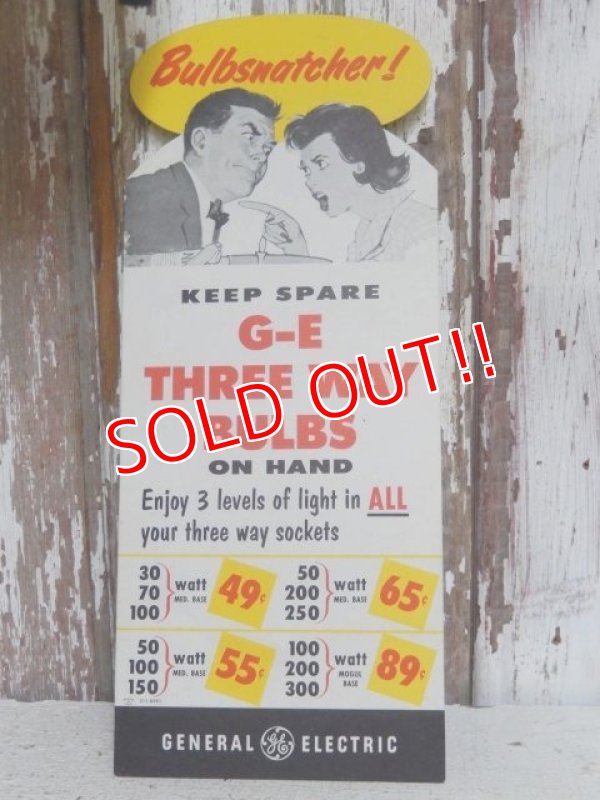 Bulbsnatcher!
KEEP SPARE
G-E
THREE WAY
BULBS
SOLD OUT!!
ON HAND
Enjoy 3 levels of light in ALL
your three way sockets
30
70
100
watt
MED. BASE
49¢
50
200
250
watt
MED. BASE
65¢
50
100
150
watt
MED. BASE
55¢
100
200
300
watt
MOGUL
BASE
89¢
GENERAL GE ELECTRIC